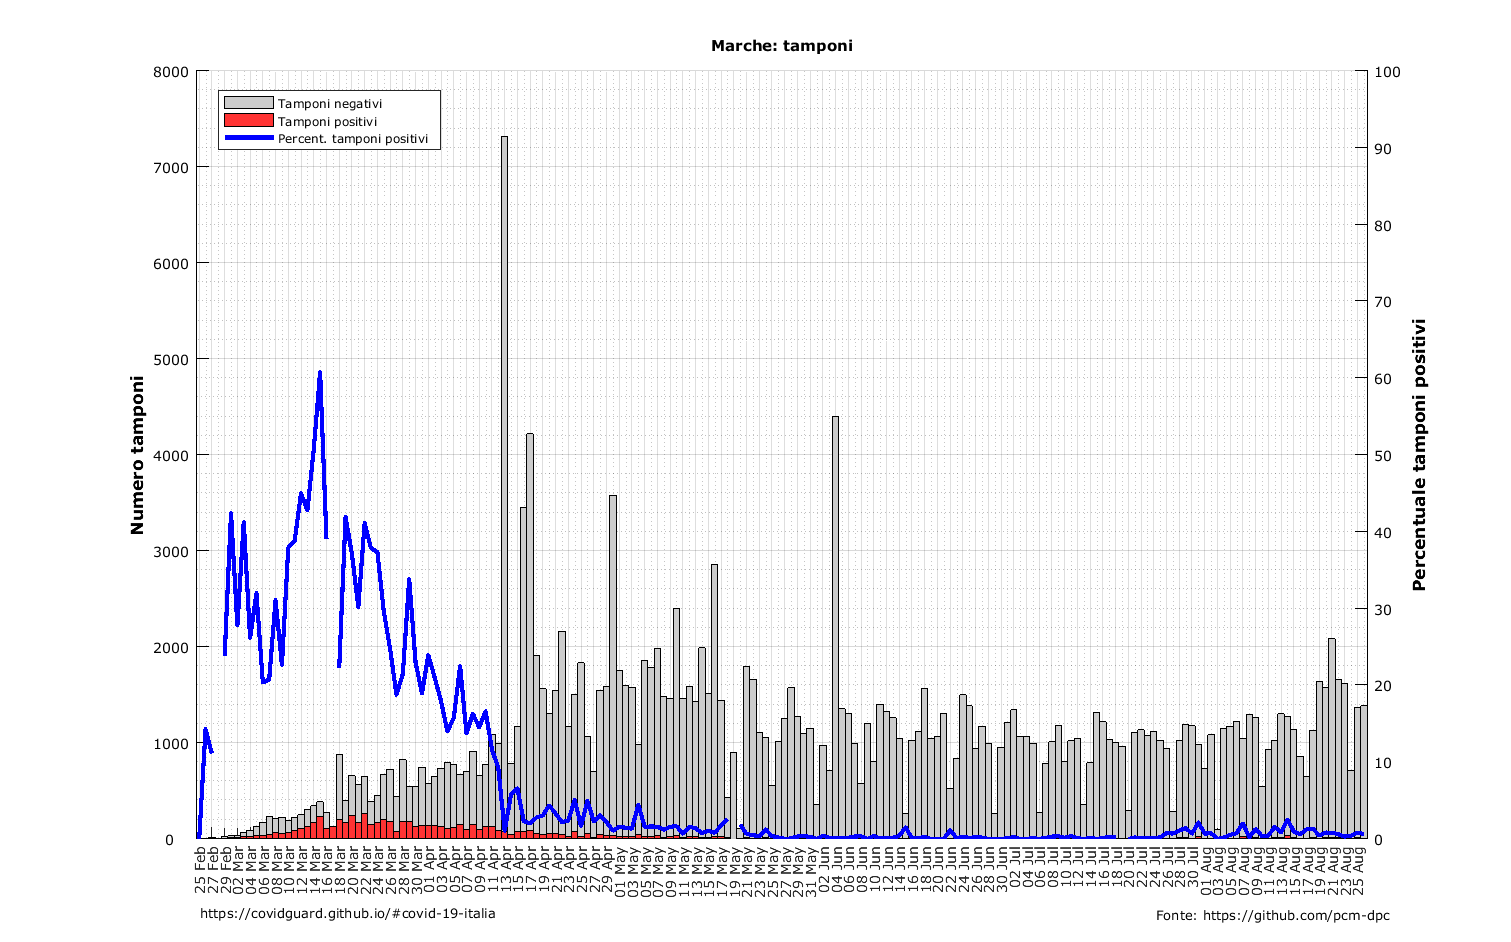 Marche: tamponi
Tamponi negativi
Tamponi positivi
Percent. tamponi positivi
Numero tamponi
8000
7000
6000
5000
4000
3000
2000
1000
0
Percentuale tamponi positivi
100
90
80
70
60
50
40
30
20
10
0
25 Feb
27 Feb
29 Feb
02 Mar
04 Mar
06 Mar
08 Mar
10 Mar
12 Mar
14 Mar
16 Mar
18 Mar
20 Mar
22 Mar
24 Mar
26 Mar
28 Mar
30 Mar
01 Apr
03 Apr
05 Apr
07 Apr
09 Apr
11 Apr
13 Apr
15 Apr
17 Apr
19 Apr
21 Apr
23 Apr
25 Apr
27 Apr
29 Apr
01 May
03 May
05 May
07 May
09 May
11 May
13 May
15 May
17 May
19 May
21 May
23 May
25 May
27 May
29 May
31 May
02 Jun
04 Jun
06 Jun
08 Jun
10 Jun
12 Jun
14 Jun
16 Jun
18 Jun
20 Jun
22 Jun
24 Jun
26 Jun
28 Jun
30 Jun
02 Jul
04 Jul
06 Jul
08 Jul
10 Jul
12 Jul
14 Jul
16 Jul
18 Jul
20 Jul
22 Jul
24 Jul
26 Jul
28 Jul
30 Jul
01 Aug
03 Aug
05 Aug
07 Aug
09 Aug
11 Aug
13 Aug
15 Aug
17 Aug
19 Aug
21 Aug
23 Aug
25 Aug
https://covidguard.github.io/#covid-19-italia
Fonte: https://github.com/pcm-dpc